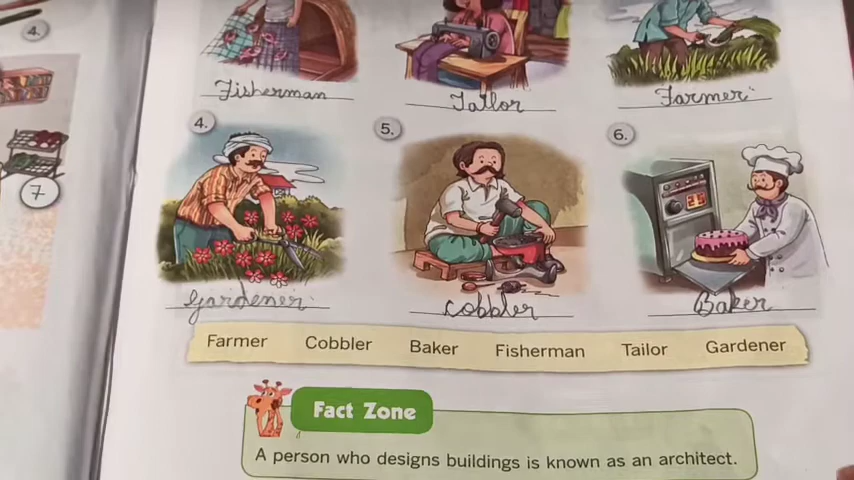 4.
Fisherman Tailor Farmer
4. 5. 6.
7
Gardener cobbler Baker
Farmer Cobbler Baker Fisherman Tailor Gardener
Fact Zone
A person who designs buildings is known as an architect.